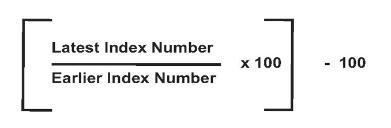 Latest Index Number
x 100 - 100
Earlier Index Number